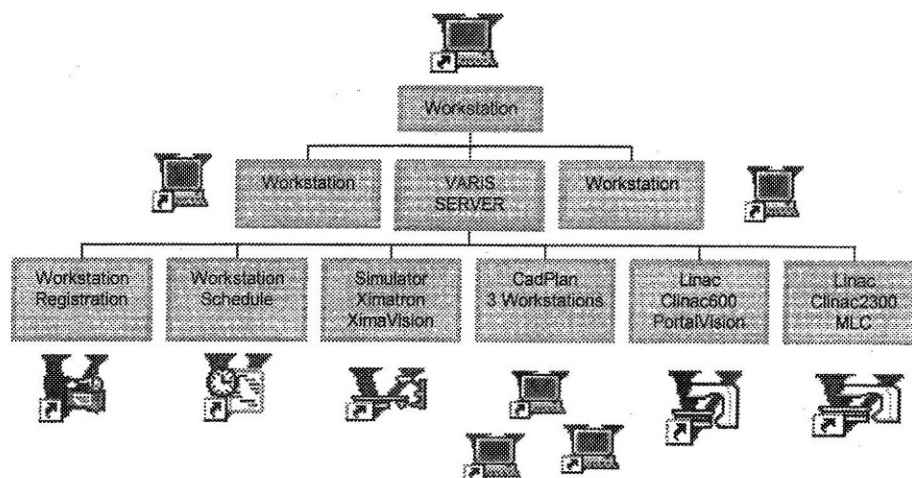 Workstation
Workstation
VARIS
SERVER
Workstation
Workstation
Registration
Workstation
Schedule
Simulator
Ximatron
XimaVision
CadPlan
3 Workstations
Linac
Clinac600
PortalVision
Linac
Clinac2300
MLC